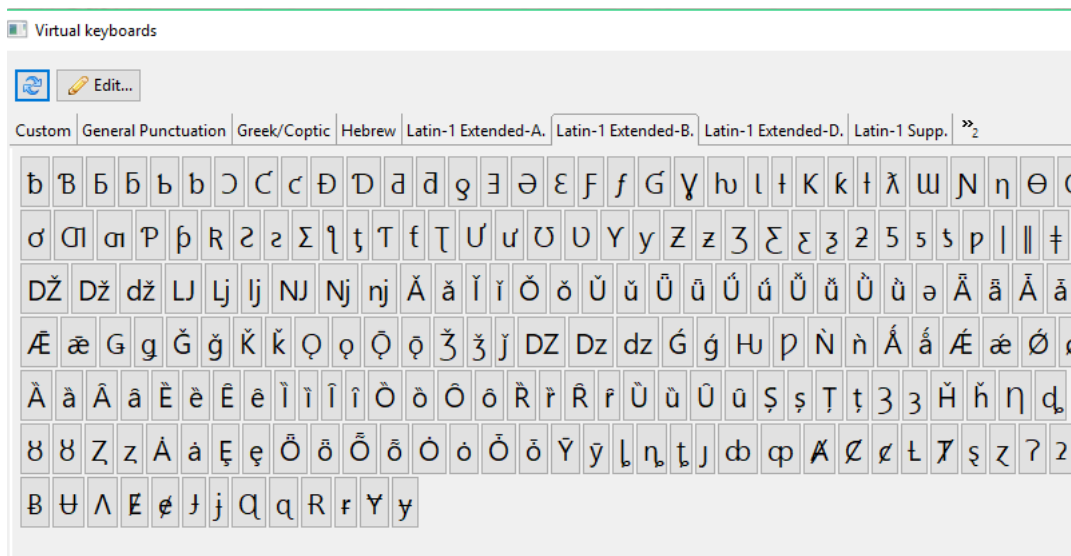 Virtual keyboards
Edit...
Custom General Punctuation Greek/Coptic Hebrew Latin-1 Extended-A. Latin-1 Extended-B. Latin-1 Extended-D. Latin-1 Supp. »2
ƀ Ɓ Ƃ ƃ Ƅ ƅ Ɔ Ƈ ƈ Ɖ Ɗ Ƌ ƌ ƍ Ǝ Ə Ɛ Ƒ ƒ Ɠ Ɣ ƕ Ɩ Ɨ Ƙ ƙ ƚ ƛ Ɯ Ɲ ƞ Ɵ
ơ Ƣ ƣ Ƥ ƥ Ʀ Ƨ ƨ Ʃ ƪ ƫ Ƭ ƭ Ʈ Ư ư Ʊ Ʋ Ƴ ƴ Ƶ ƶ Ʒ Ƹ ƹ ƺ ƻ Ƽ ƽ ƾ ƿ ǀ ǁ ǂ
DŽ Dž dž LJ Lj lj NJ Nj nj Ǎ ǎ Ǐ ǐ Ǒ ǒ Ǔ ǔ Ǖ ǖ Ǘ ǘ Ǚ ǚ Ǜ ǜ ǝ Ǟ ǟ Ǡ ǡ
Ǣ ǣ Ǥ ǥ Ǧ ǧ Ǩ ǩ Ǫ ǫ Ǭ ǭ Ǯ ǯ ǰ DZ Dz dz Ǵ ǵ Ƕ Ƿ Ǹ ǹ Ǻ ǻ Ǽ ǽ Ǿ
Ȁ ȁ Ȃ ȃ Ȅ ȅ Ȇ ȇ Ȉ ȉ Ȋ ȋ Ȍ ȍ Ȏ ȏ Ȑ ȑ Ȓ ȓ Ȕ ȕ Ȗ ȗ Ș ș Ț ț Ȝ ȝ Ȟ ȟ Ƞ ȡ
Ȣ ȣ Ȥ ȥ Ȧ ȧ Ȩ ȩ Ȫ ȫ Ȭ ȭ Ȯ ȯ Ȱ ȱ Ȳ ȳ ȴ ȵ ȶ ȷ ȸ ȹ Ⱥ Ȼ ȼ Ƚ Ⱦ ȿ ɀ Ɂ ɂ
Ƀ Ʉ Ʌ Ɇ ɇ Ɉ ɉ Ɋ ɋ Ɍ ɍ Ɏ ɏ